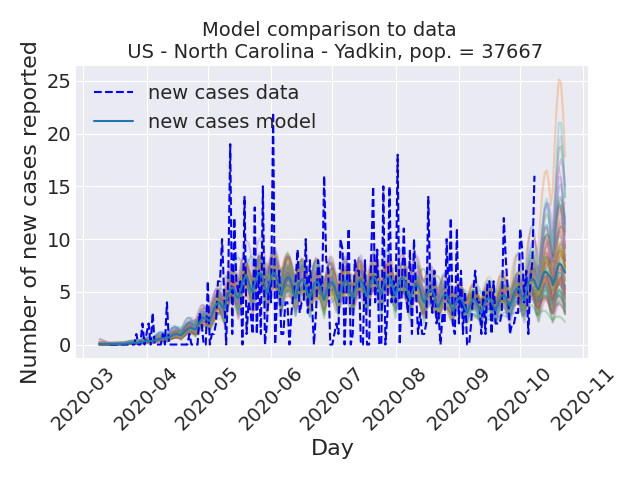 Model comparison to data
US - North Carolina - Yadkin, pop. = 37667
Number of new cases reported
25
20
15
10
5
0
new cases data
new cases model
2020-03
2020-04
2020-05
2020-06
2020-07
2020-08
2020-09
2020-10
2020-11
Day